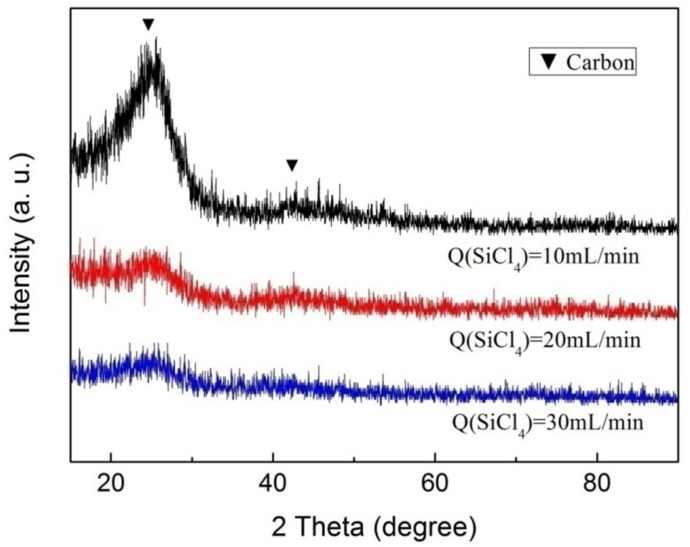 ▼ Carbon
Intensity (a. u.)
Q(SiCl₄)=10mL/min
Q(SiCl₄)=20mL/min
Q(SiCl₄)=30mL/min
20 40 60 80
2 Theta (degree)